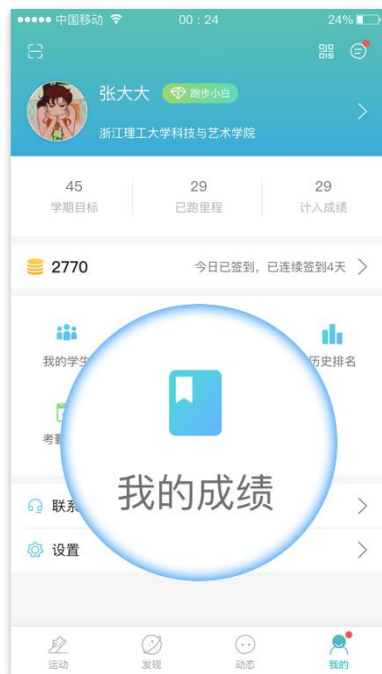 中国移动 00：24 24%
张大大 跑步小白
浙江理工大学科技与艺术学院
45 29 29
学期目标 已跑里程 计入成绩
2770 今日已签到，已连续签到4天
我的学生 历史排名
考勤
我的成绩
联系
设置
运动 发现 动态 我的